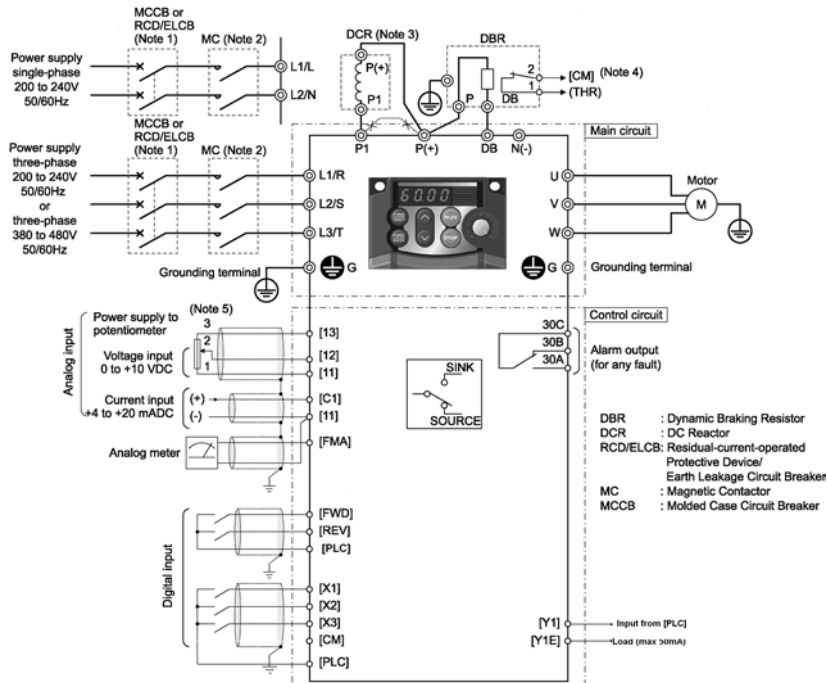 MCCB or
RCD/ELCB
(Note 1)
MC (Note 2)
Power supply
single-phase
200 to 240V
50/60Hz
L1/L
L2/N
DCR (Note 3)
P(+)
P1
DBR
P
DB
2
1
[CM] (Note 4)
(THR)
MCCB or
RCD/ELCB
(Note 1)
MC (Note 2)
Power supply
three-phase
200 to 240V
50/60Hz
or
three-phase
380 to 480V
50/60Hz
P1
P(+)
DB
N(-)
Main circuit
L1/R
L2/S
L3/T
60.00
RUN
STOP
U
V
W
Motor
M
Grounding terminal
G
G
Grounding terminal
Control circuit
Analog input
Power supply to
potentiometer
(Note 5)
3
2
1
Voltage input
0 to +10 VDC
Current input
+4 to +20 mADC
(+)
(-)
Analog meter
[13]
[12]
[11]
[C1]
[11]
[FMA]
SINK
SOURCE
30C
30B
30A
Alarm output
(for any fault)
DBR : Dynamic Braking Resistor
DCR : DC Reactor
RCD/ELCB: Residual-current-operated
Protective Device/
Earth Leakage Circuit Breaker
MC : Magnetic Contactor
MCCB : Molded Case Circuit Breaker
Digital input
[FWD]
[REV]
[PLC]
[X1]
[X2]
[X3]
[CM]
[PLC]
[Y1]
Input from [PLC]
[Y1E]
Load (max 50mA)